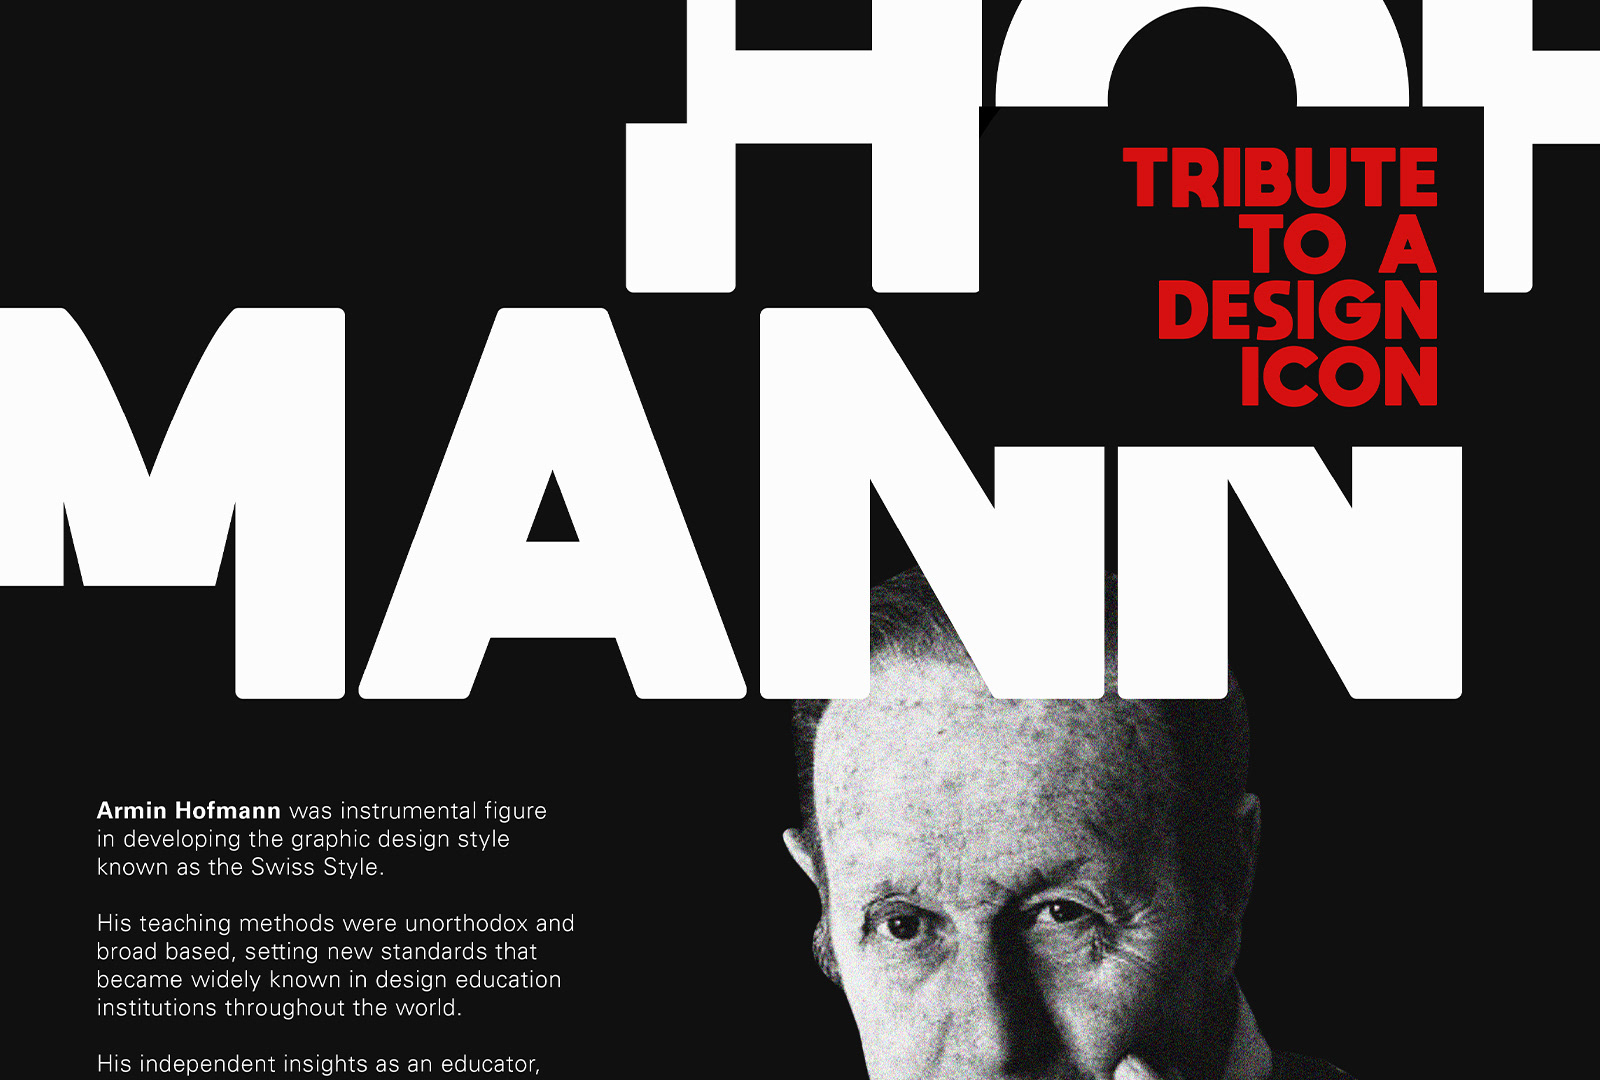 HOF
TRIBUTE
TO A
DESIGN
ICON
MANN
Armin Hofmann was instrumental figure
in developing the graphic design style
known as the Swiss Style.
His teaching methods were unorthodox and
broad based, setting new standards that
became widely known in design education
institutions throughout the world.
His independent insights as an educator,